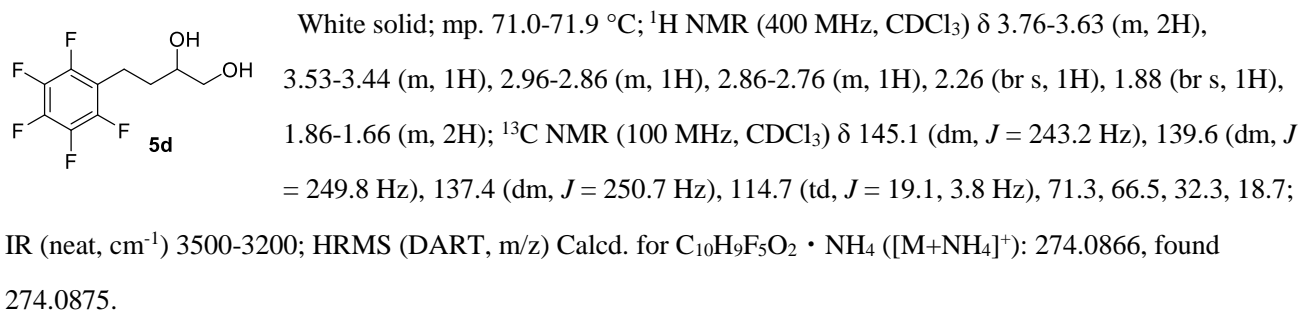 White solid; mp. 71.0-71.9 °C; ¹H NMR (400 MHz, CDCl₃) δ 3.76-3.63 (m, 2H),
3.53-3.44 (m, 1H), 2.96-2.86 (m, 1H), 2.86-2.76 (m, 1H), 2.26 (br s, 1H), 1.88 (br s, 1H),
1.86-1.66 (m, 2H); ¹³C NMR (100 MHz, CDCl₃) δ 145.1 (dm, J = 243.2 Hz), 139.6 (dm, J
= 249.8 Hz), 137.4 (dm, J = 250.7 Hz), 114.7 (td, J = 19.1, 3.8 Hz), 71.3, 66.5, 32.3, 18.7;
IR (neat, cm⁻¹) 3500-3200; HRMS (DART, m/z) Calcd. for C₁₀H₉F₅O₂・NH₄ ([M+NH₄]⁺): 274.0866, found
274.0875.
F
OH
F
OH
F
F
F
5d